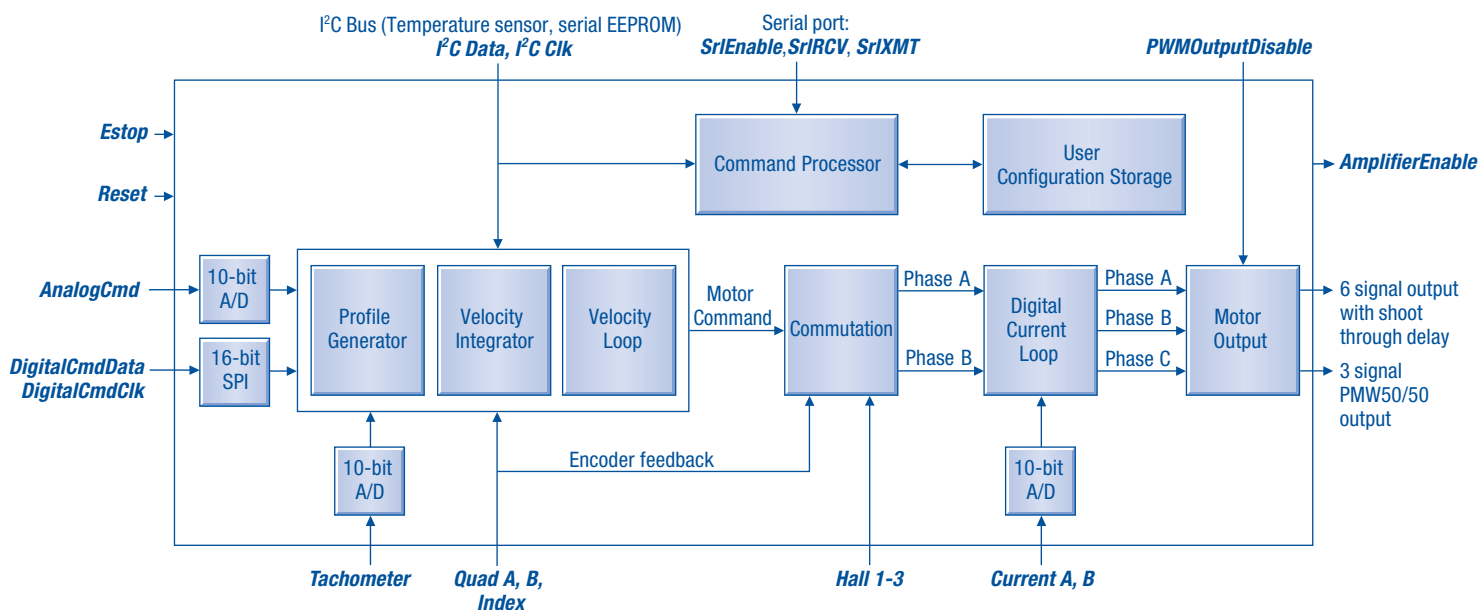 I²C Bus (Temperature sensor, serial EEPROM)
I²C Data, I²C Clk
Serial port:
SrlEnable, SrlRCV, SrlXMT
PWMOutputDisable
Estop
Reset
Command Processor
User
Configuration Storage
AmplifierEnable
AnalogCmd
10-bit
A/D
DigitalCmdData
DigitalCmdClk
16-bit
SPI
Profile
Generator
Velocity
Integrator
Velocity
Loop
Motor
Command
Commutation
Phase A
Phase B
Digital
Current
Loop
Phase A
Phase B
Phase C
Motor
Output
6 signal output
with shoot
through delay
3 signal
PMW50/50
output
10-bit
A/D
Encoder feedback
10-bit
A/D
Tachometer
Quad A, B,
Index
Hall 1-3
Current A, B